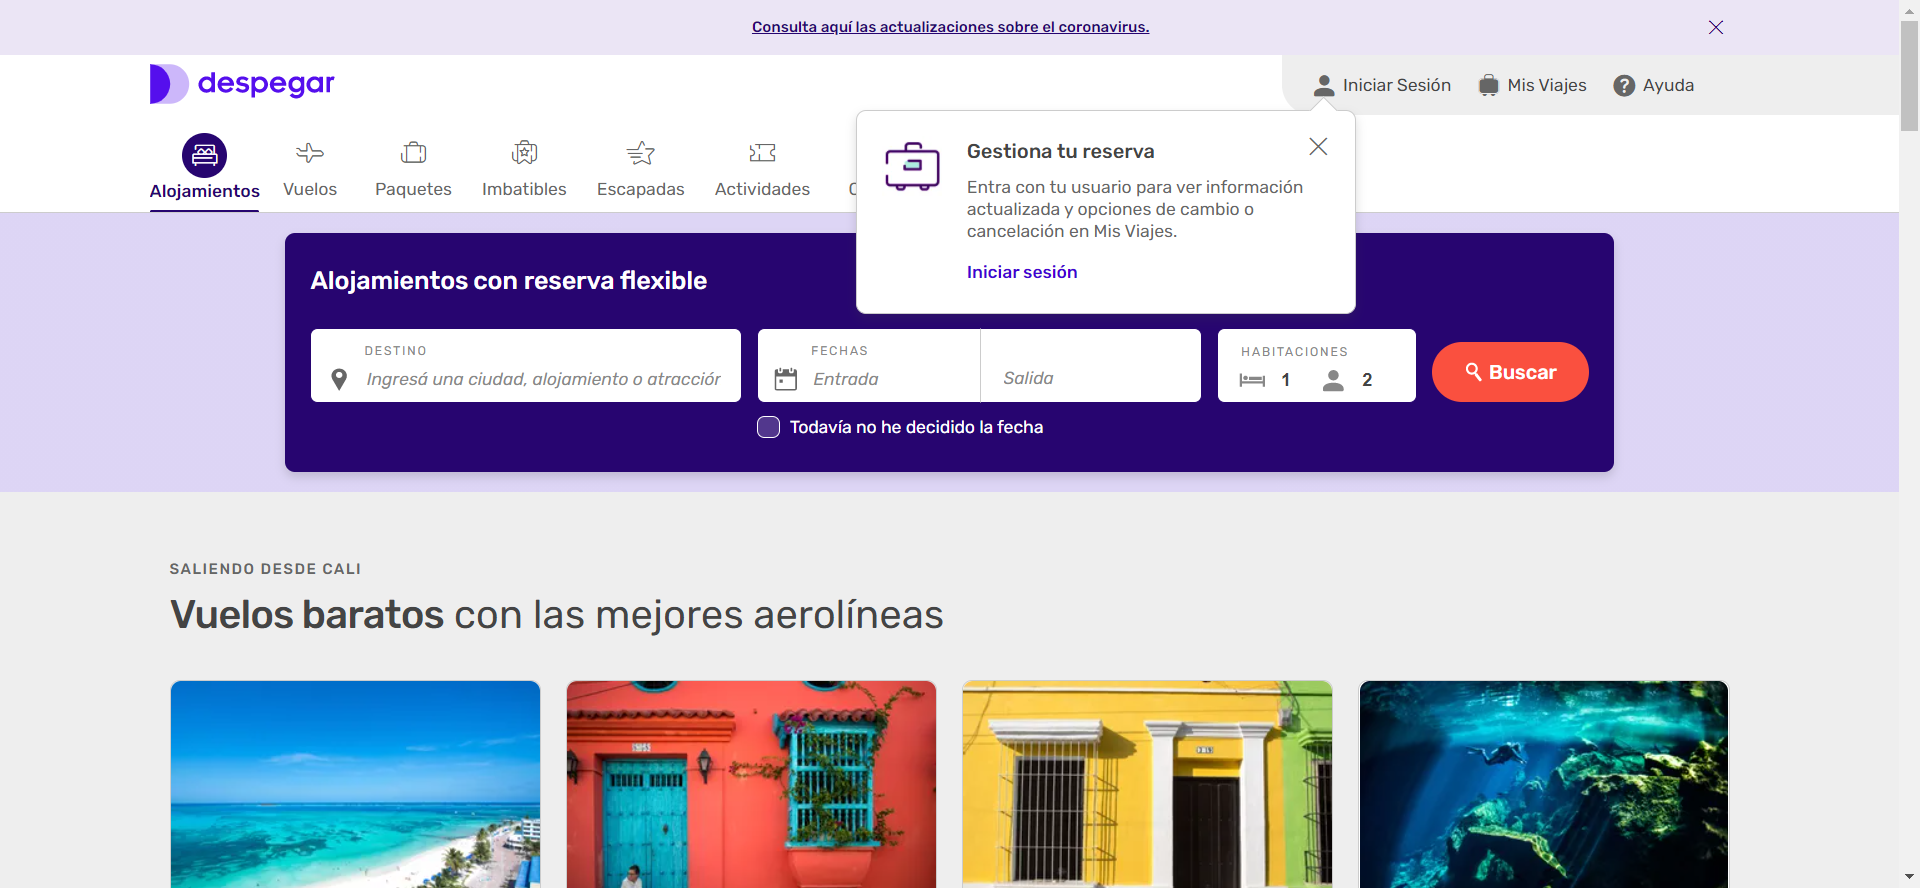 Consulta aquí las actualizaciones sobre el coronavirus.
despegar
Iniciar Sesión
Mis Viajes
? Ayuda
Alojamientos
Vuelos
Paquetes
Imbatibles
Escapadas
Actividades
Gestiona tu reserva
Entra con tu usuario para ver información
actualizada y opciones de cambio o
cancelación en Mis Viajes.
Iniciar sesión
Alojamientos con reserva flexible
DESTINO
Ingresá una ciudad, alojamiento o atracción
FECHAS
Entrada
Salida
HABITACIONES
1
2
Buscar
Todavía no he decidido la fecha
SALIENDO DESDE CALI
Vuelos baratos con las mejores aerolíneas